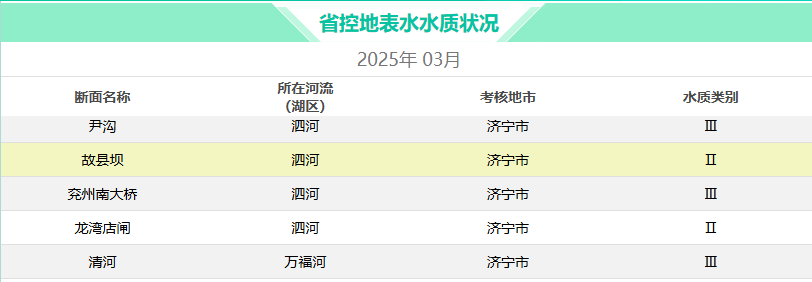 省控地表水水质状况
2025年 03月
断面名称 所在河流（湖区） 考核地市 水质类别
尹沟 泗河 济宁市 Ⅲ
故县坝 泗河 济宁市 Ⅱ
兖州南大桥 泗河 济宁市 Ⅲ
龙湾店闸 泗河 济宁市 Ⅱ
清河 万福河 济宁市 Ⅲ